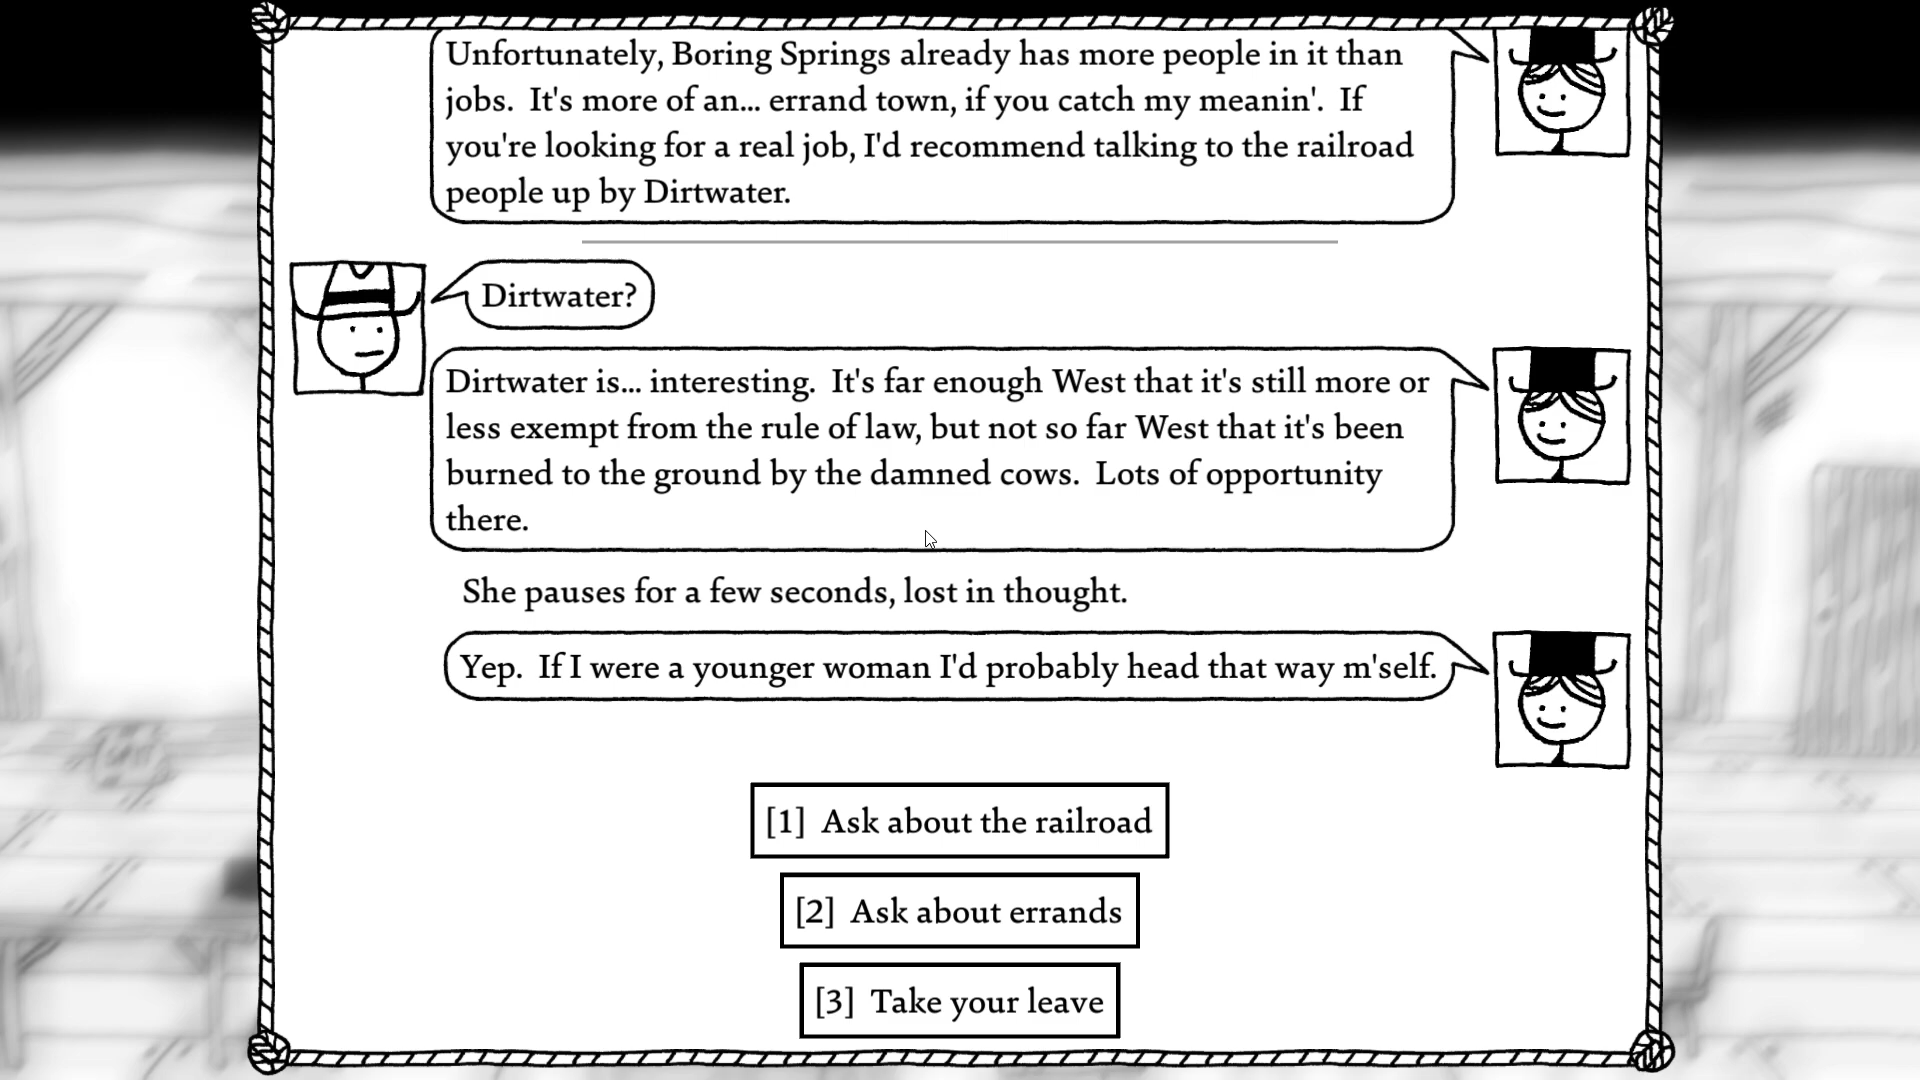 Unfortunately, Boring Springs already has more people in it than
jobs.  It's more of an... errand town, if you catch my meanin'.  If
you're looking for a real job, I'd recommend talking to the railroad
people up by Dirtwater.
Dirtwater?
Dirtwater is... interesting.  It's far enough West that it's still more or
less exempt from the rule of law, but not so far West that it's been
burned to the ground by the damned cows.  Lots of opportunity
there.
She pauses for a few seconds, lost in thought.
Yep.  If I were a younger woman I'd probably head that way m'self.
[1]  Ask about the railroad
[2]  Ask about errands
[3]  Take your leave